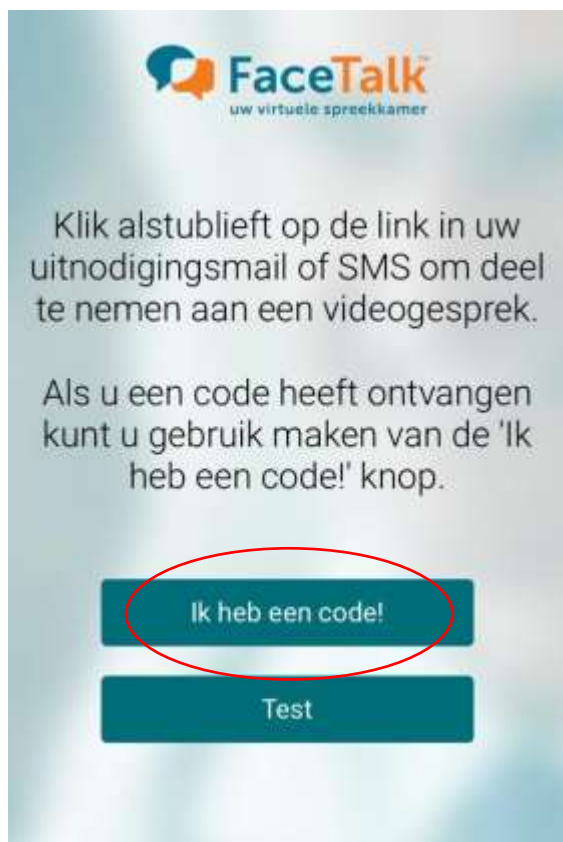 FaceTalk™
uw virtuele spreekkamer
Klik alstublieft op de link in uw
uitnodigingsmail of SMS om deel
te nemen aan een videogesprek.
Als u een code heeft ontvangen
kunt u gebruik maken van de 'Ik
heb een code!' knop.
Ik heb een code!
Test